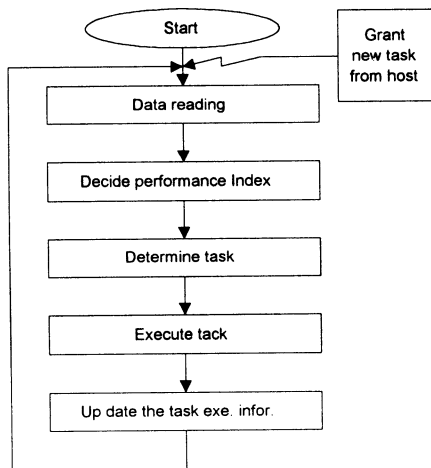 Start
Grant
new task
from host
Data reading
Decide performance Index
Determine task
Execute tack
Up date the task exe. infor.